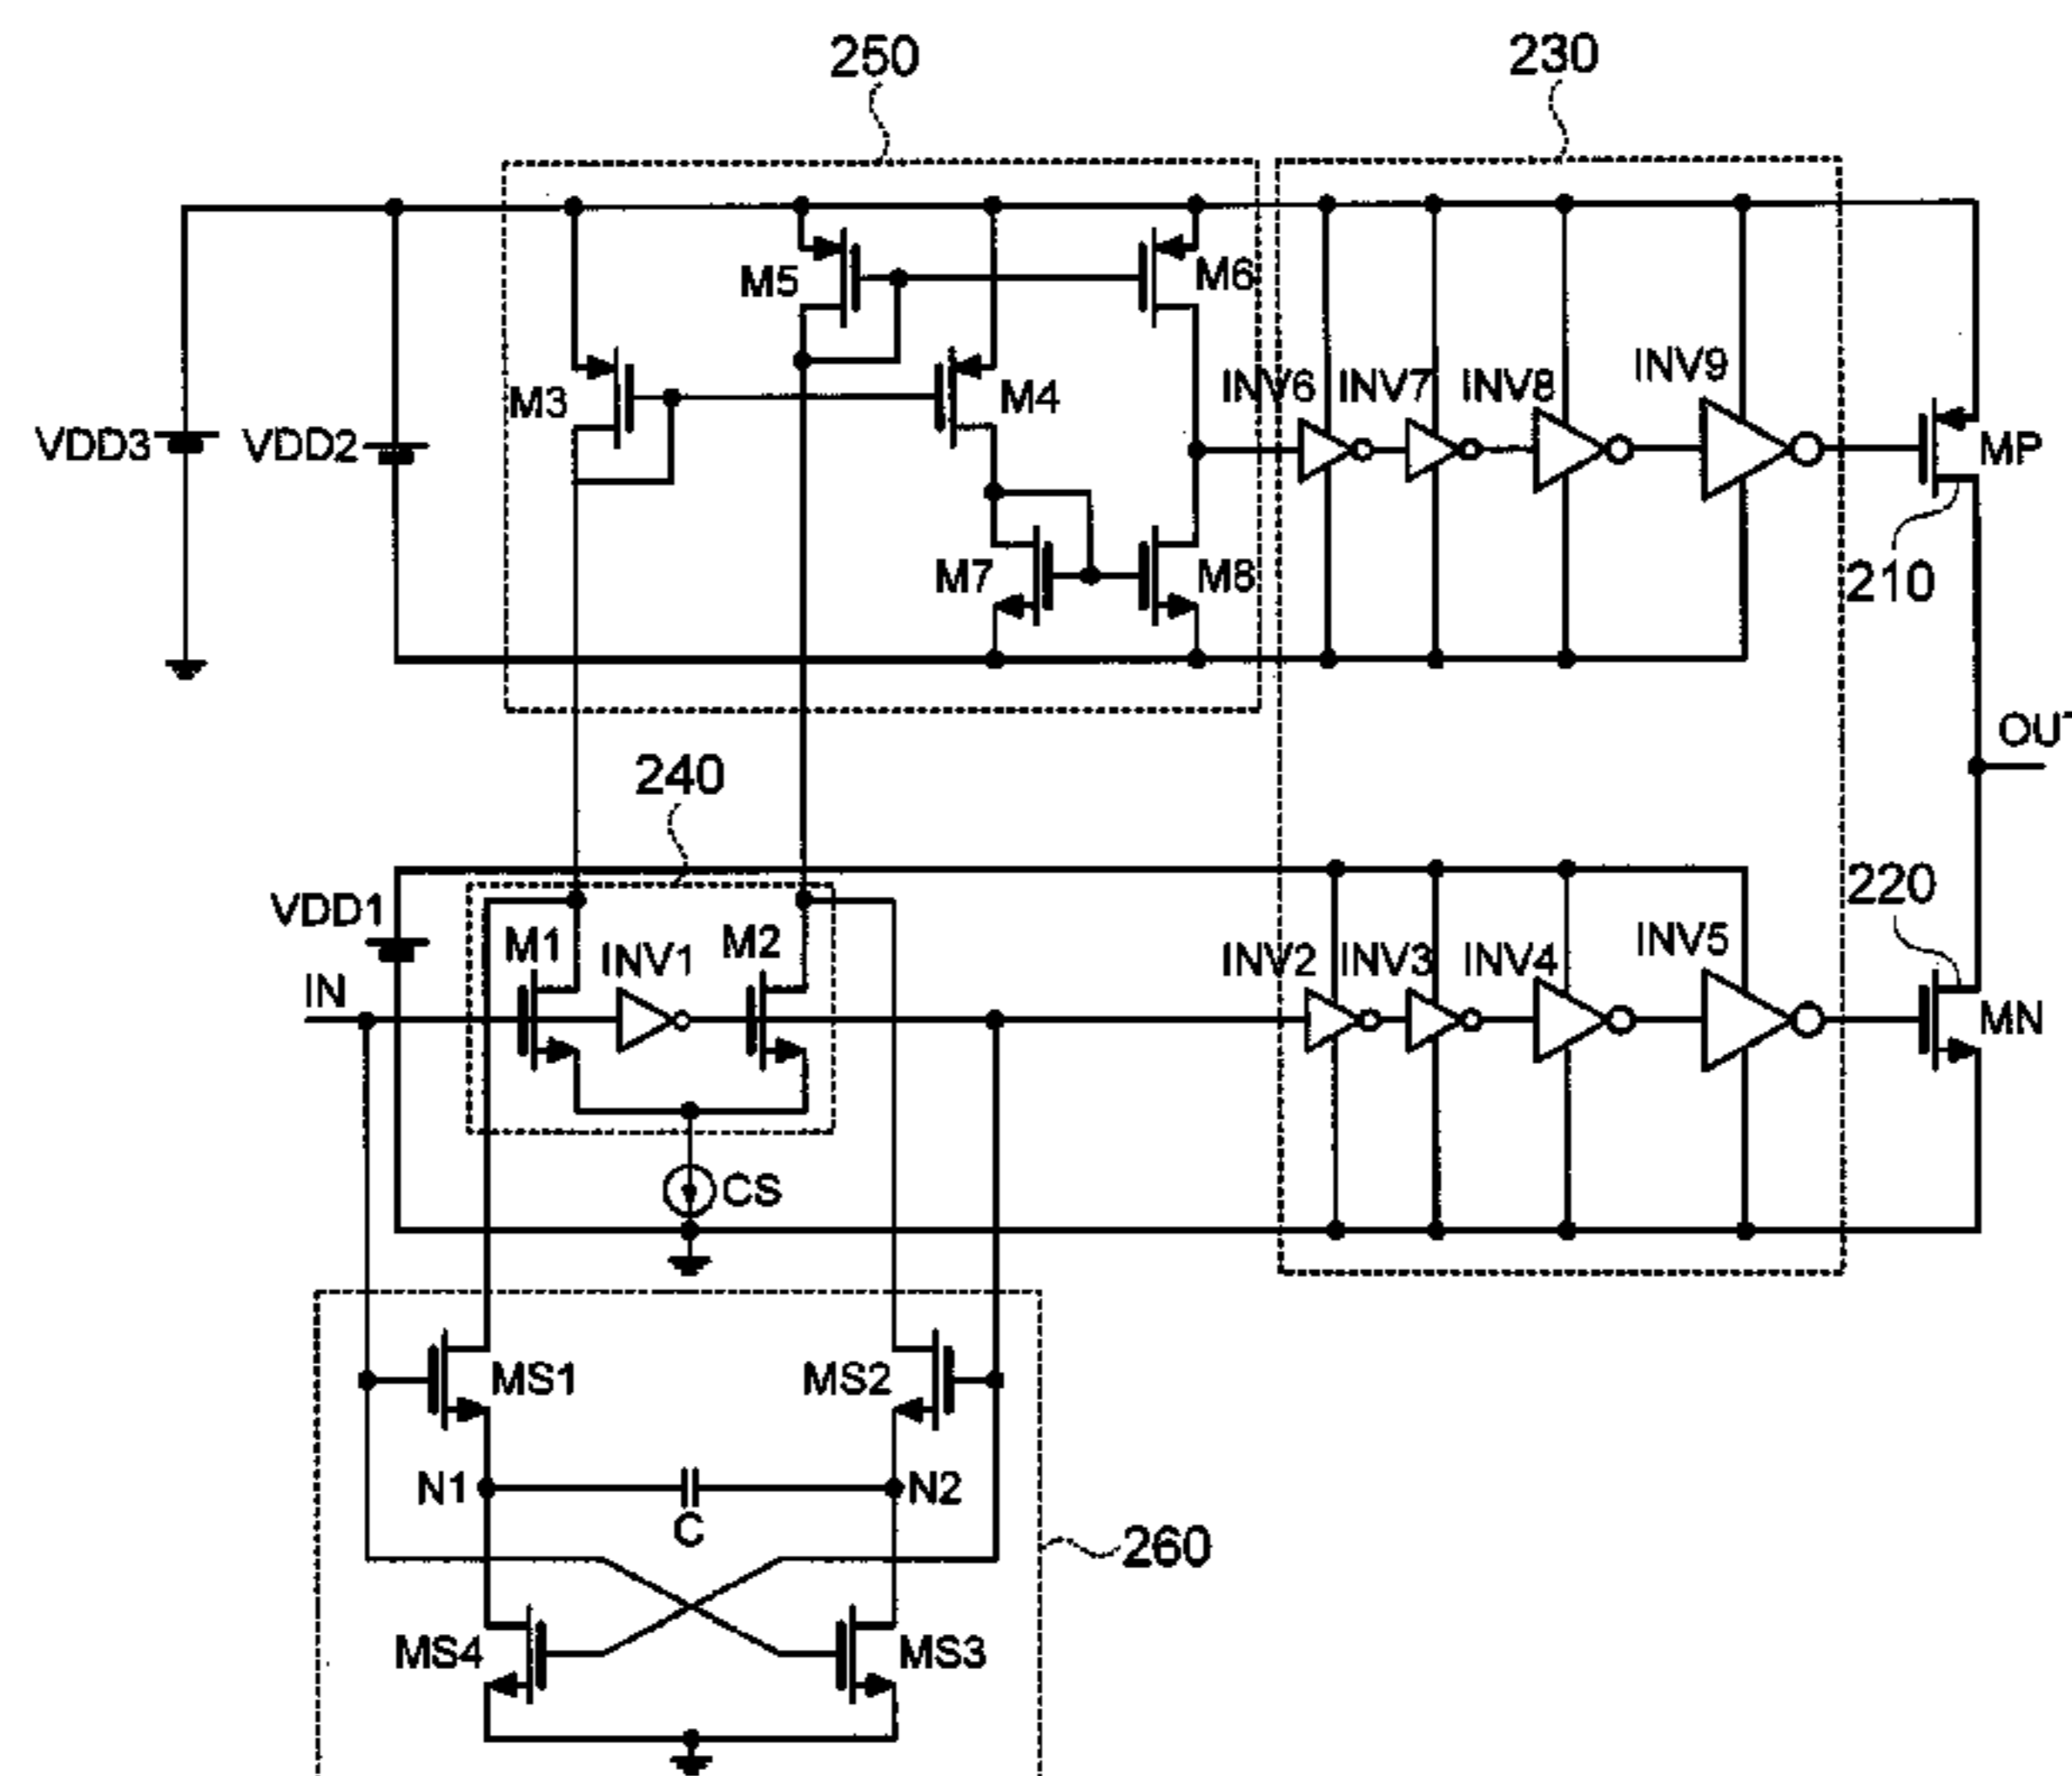 250
230
M5
M6
M3
M4
INV6
INV7
INV8
INV9
VDD3
VDD2
MP
M7
M8
210
OUT
240
VDD1
M1
INV1
M2
INV2
INV3
INV4
INV5
220
IN
MN
CS
MS1
MS2
N1
N2
C
260
MS4
MS3